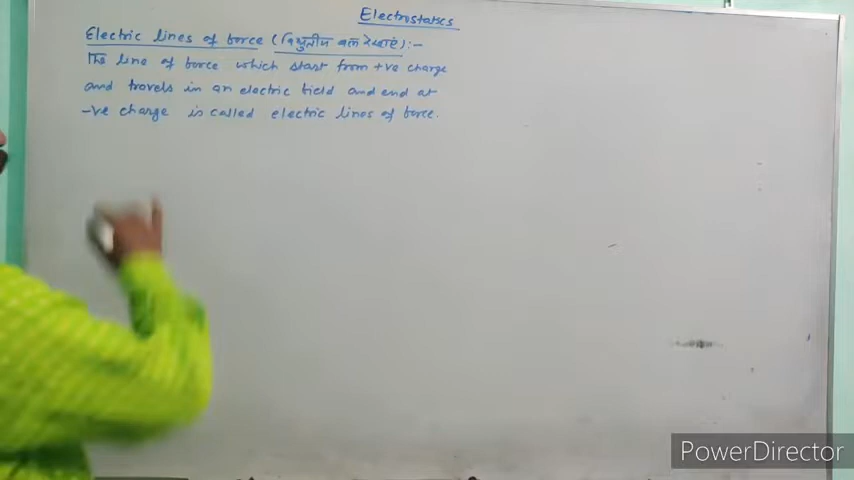 Electrostatics
Electric lines of force (विधुतीय बल रेखाएं):-
The line of force which start from +ve charge
and travels in an electric field and end at
-ve charge is called electric lines of force.
PowerDirector